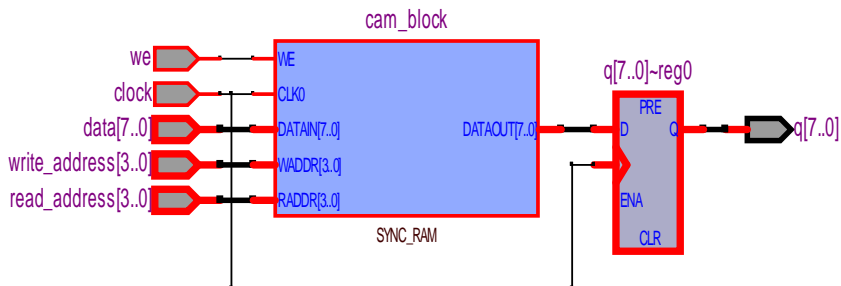 cam_block
we
clock
data[7..0]
write_address[3..0]
read_address[3..0]
WE
CLK0
DATAIN[7..0]
WADDR[3..0]
RADDR[3..0]
DATAOUT[7..0]
SYNC_RAM
q[7..0]~reg0
PRE
D Q
ENA
CLR
q[7..0]